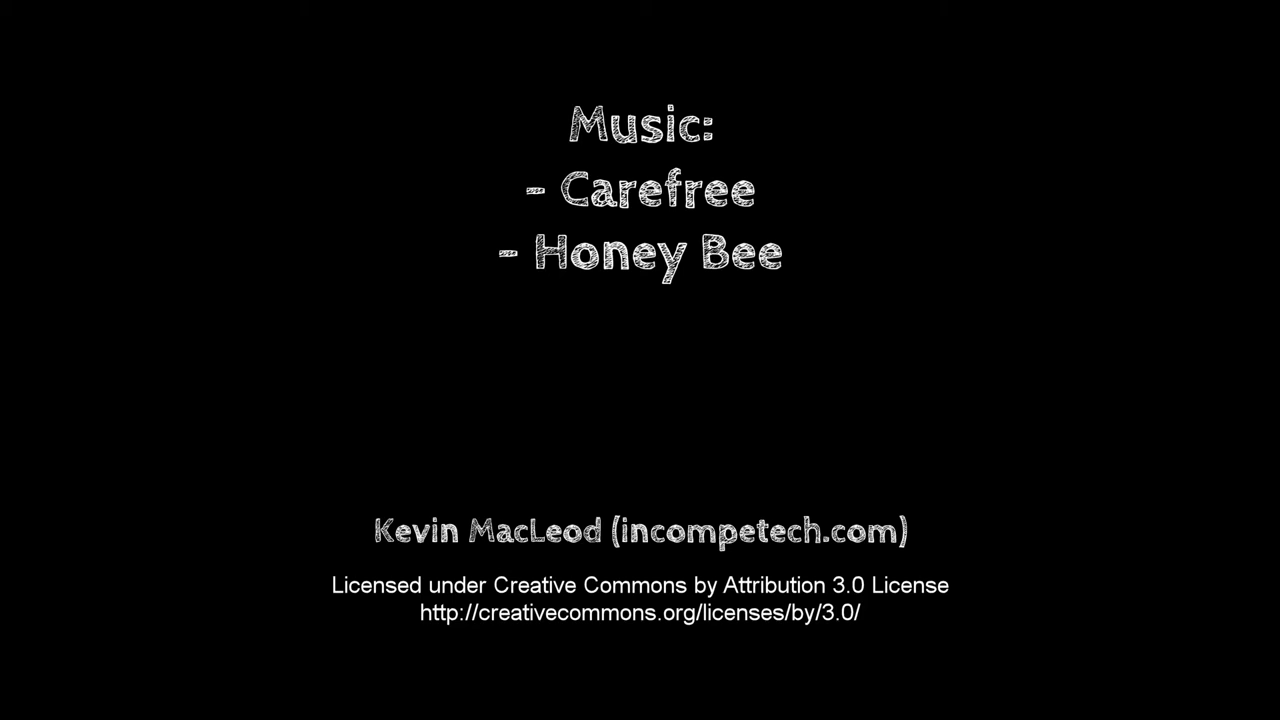 Music:
- Carefree
- Honey Bee
Kevin MacLeod (incompetech.com)
Licensed under Creative Commons by Attribution 3.0 License
http://creativecommons.org/licenses/by/3.0/